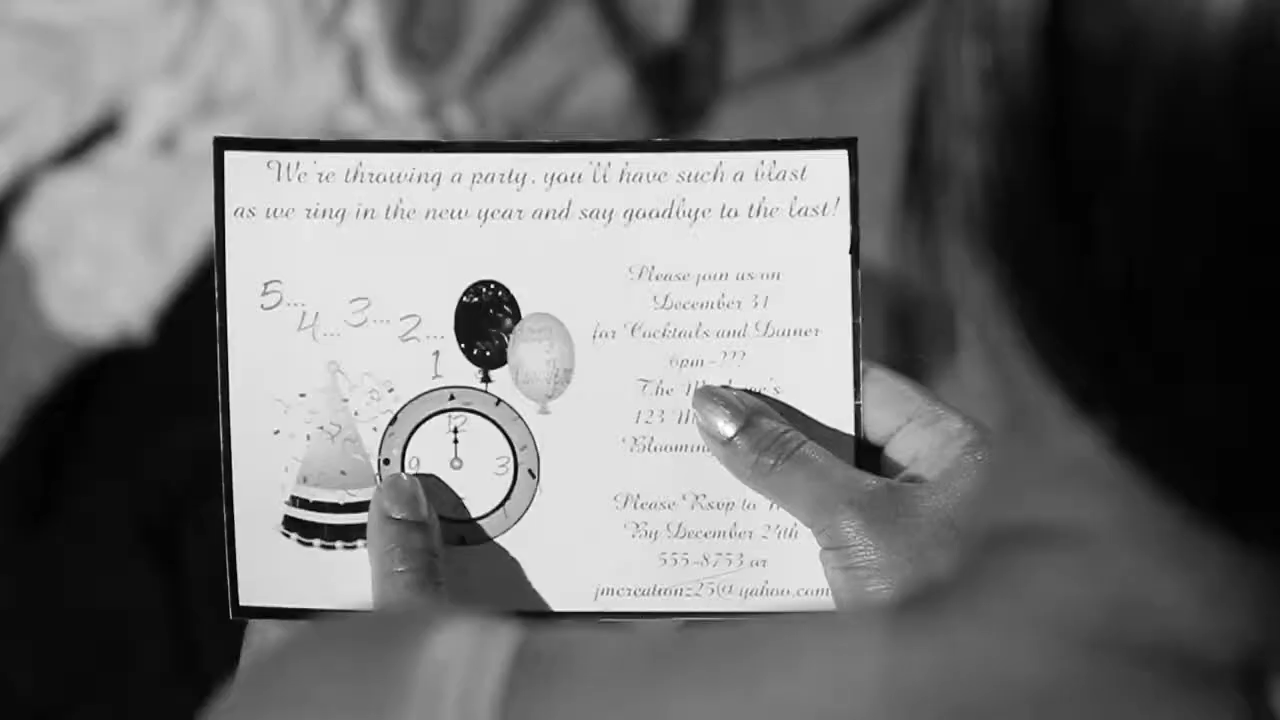 We're throwing a party, you'll have such a blast
as we ring in the new year and say goodbye to the last!
5...
4...
3...
2...
1
12
9
3
Please join us on
December 31
for Cocktails and Dinner
6pm-???
The
123
Please Rsvp to
By December 24th
555-8753 or
jmcreationz25@yahoo.com